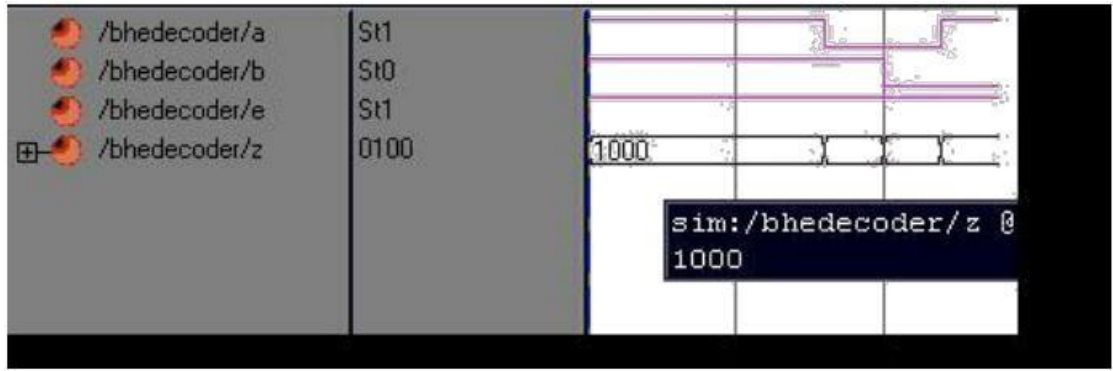 /bhedecoder/a St1
/bhedecoder/b St0
/bhedecoder/e St1
/bhedecoder/z 0100 1000
sim:/bhedecoder/z @
1000